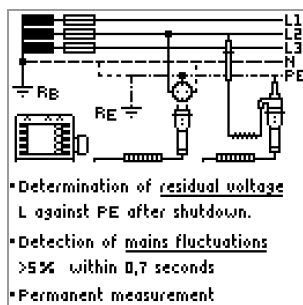 L1
L2
L3
N
PE
RB
RE
▪Determination of residual voltage
L against PE after shutdown.
▪Detection of mains fluctuations
>5% within 0,7 seconds
▪Permanent measurement